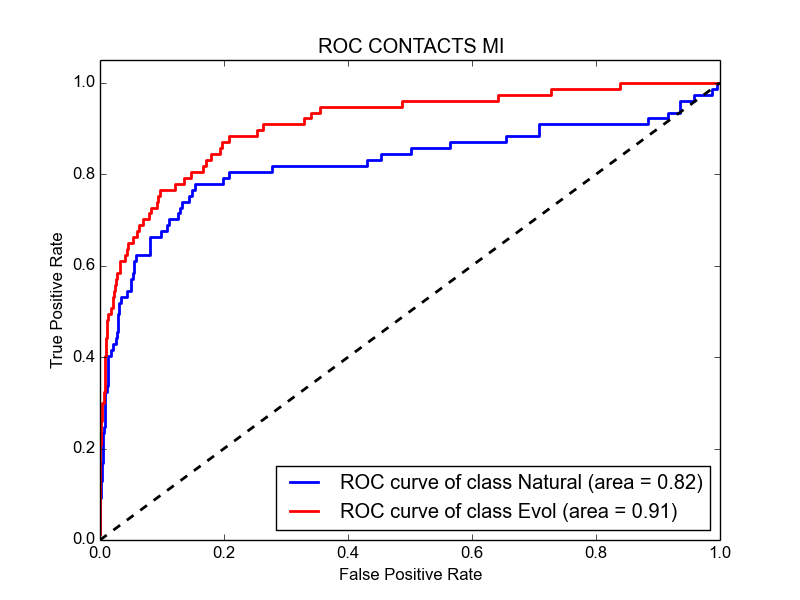 ROC CONTACTS MI
1.0
0.8
0.6
0.4
0.2
0.0
True Positive Rate
ROC curve of class Natural (area = 0.82)
ROC curve of class Evol (area = 0.91)
0.0 0.2 0.4 0.6 0.8 1.0
False Positive Rate